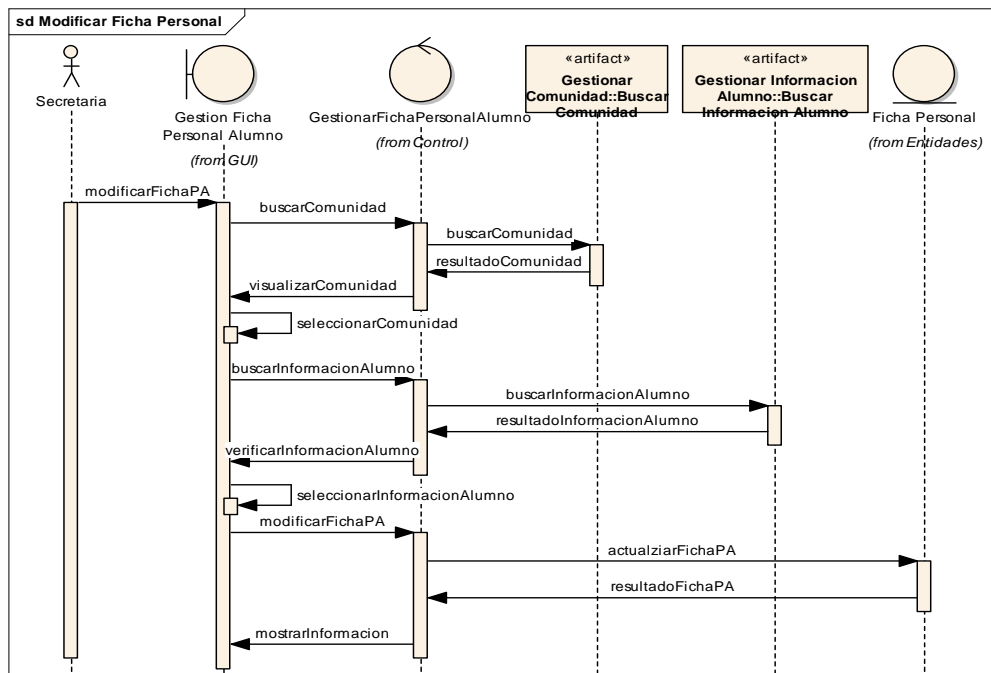 sd Modificar Ficha Personal
Secretaria
Gestion Ficha
Personal Alumno
(from GUI)
GestionarFichaPersonalAlumno
(from Control)
«artifact»
Gestionar
Comunidad::Buscar
Comunidad
«artifact»
Gestionar Informacion
Alumno::Buscar
Informacion Alumno
Ficha Personal
(from Entidades)
modificarFichaPA
buscarComunidad
buscarComunidad
resultadoComunidad
visualizarComunidad
seleccionarComunidad
buscarInformacionAlumno
buscarInformacionAlumno
resultadoInformacionAlumno
verificarInformacionAlumno
seleccionarInformacionAlumno
modificarFichaPA
actualziarFichaPA
resultadoFichaPA
mostrarInformacion